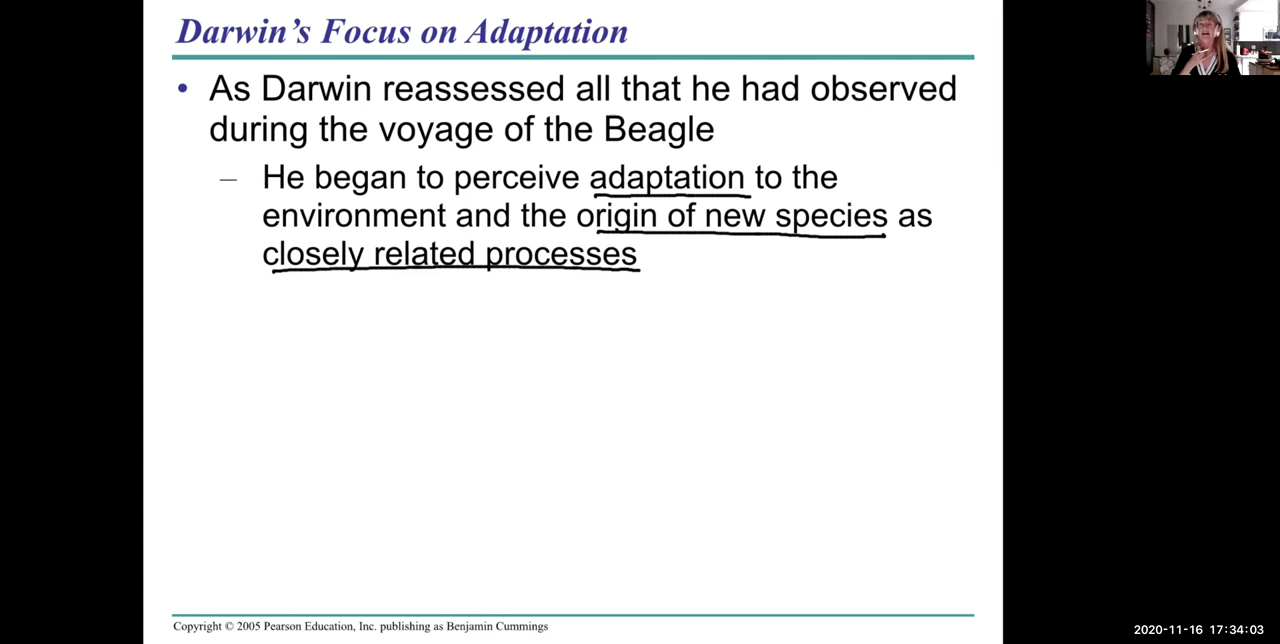 Darwin's Focus on Adaptation
• As Darwin reassessed all that he had observed
during the voyage of the Beagle
– He began to perceive adaptation to the
environment and the origin of new species as
closely related processes
Copyright © 2005 Pearson Education, Inc. publishing as Benjamin Cummings
2020-11-16 17:34:03